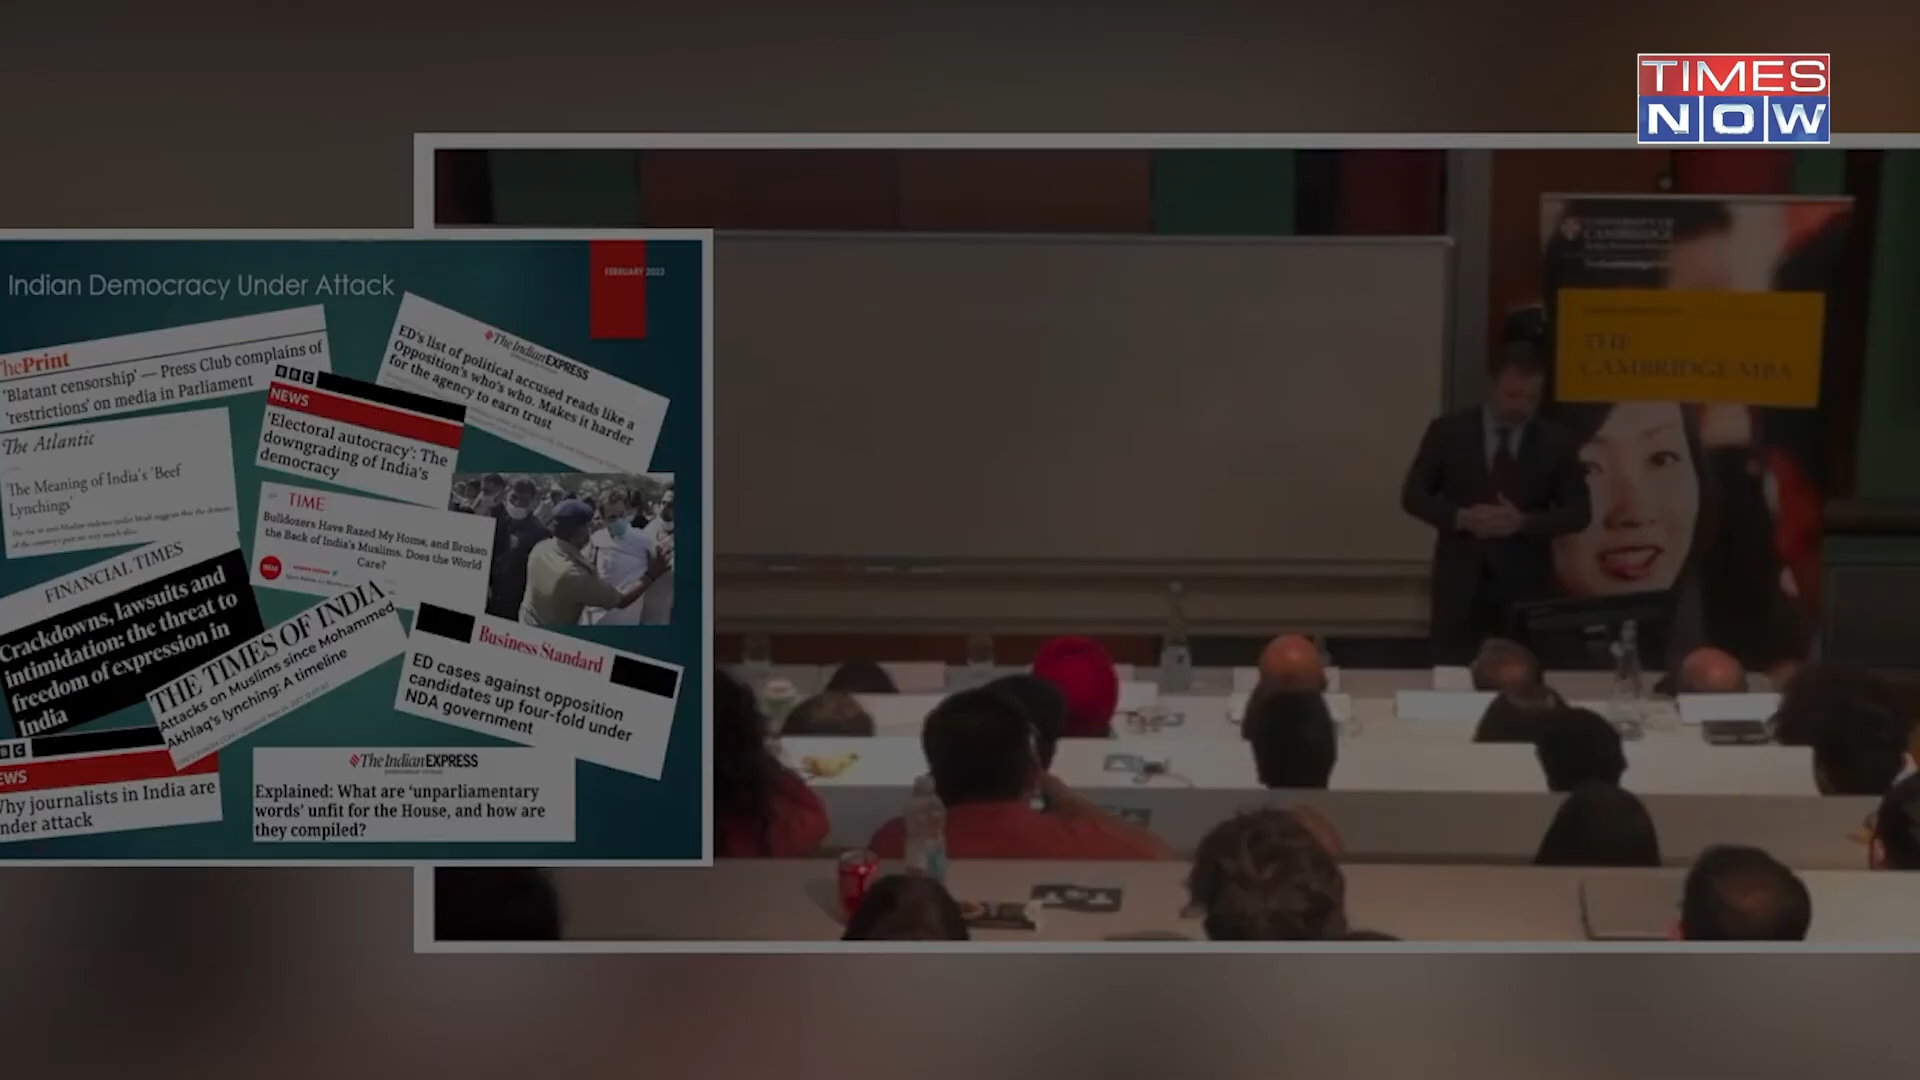 TIMES
NOW
Indian Democracy Under Attack
FEBRUARY 2023
ThePrint
'Blatant censorship' — Press Club complains of
'restrictions' on media in Parliament
The Indian EXPRESS
ED's list of political accused reads like a
Opposition's who's who. Makes it harder
for the agency to earn trust
BBC
NEWS
'Electoral autocracy': The
downgrading of India's
democracy
The Atlantic
The Meaning of India's 'Beef
Lynchings'
TIME
Bulldozers Have Razed My Home, and Broken
the Back of India's Muslims. Does the World
Care?
FINANCIAL TIMES
Crackdowns, lawsuits and
intimidation: the threat to
freedom of expression in
India
THE TIMES OF INDIA
Attacks on Muslims since Mohammed
Akhlaq's lynching: A timeline
Business Standard
ED cases against opposition
candidates up four-fold under
NDA government
BC
EWS
hy journalists in India are
nder attack
The Indian EXPRESS
Explained: What are 'unparliamentary
words' unfit for the House, and how are
they compiled?
UNIVERSITY OF
CAMBRIDGE
THE
CAMBRIDGE MBA